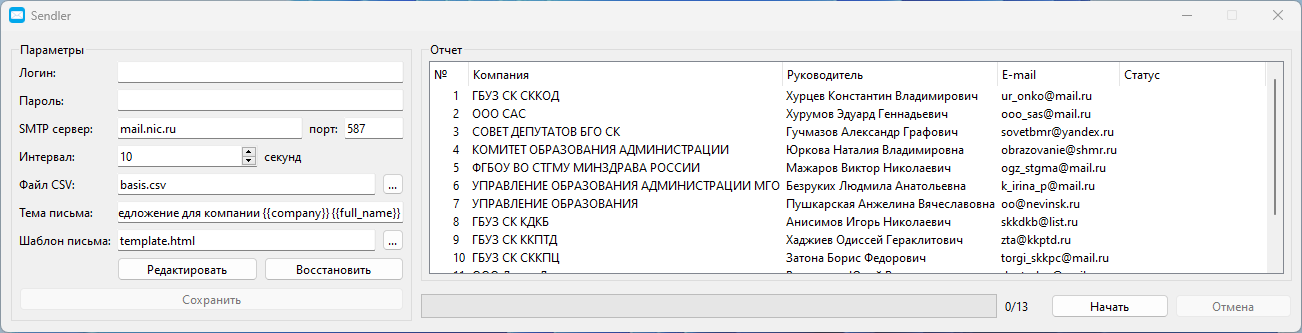 Sendler
Параметры
Логин:
Пароль:
SMTP сервер: mail.nic.ru порт: 587
Интервал: 10 секунд
Файл CSV: basis.csv ...
Тема письма: едложение для компании {{company}} {{full_name}}
Шаблон письма: template.html ...
Редактировать Восстановить
Сохранить
Отчет
№ Компания Руководитель E-mail Статус
1 ГБУЗ СК СККОД Хурцев Константин Владимирович ur_onko@mail.ru
2 ООО САС Хурумов Эдуард Геннадьевич ooo_sas@mail.ru
3 СОВЕТ ДЕПУТАТОВ БГО СК Гучмазов Александр Графович sovetbmr@yandex.ru
4 КОМИТЕТ ОБРАЗОВАНИЯ АДМИНИСТРАЦИИ Юркова Наталия Владимировна obrazovanie@shmr.ru
5 ФГБОУ ВО СТГМУ МИНЗДРАВА РОССИИ Мажаров Виктор Николаевич ogz_stgma@mail.ru
6 УПРАВЛЕНИЕ ОБРАЗОВАНИЯ АДМИНИСТРАЦИИ МГО Безруких Людмила Анатольевна k_irina_p@mail.ru
7 УПРАВЛЕНИЕ ОБРАЗОВАНИЯ Пушкарская Анжелина Вячеславовна oo@nevinsk.ru
8 ГБУЗ СК КДКБ Анисимов Игорь Николаевич skkdkb@list.ru
9 ГБУЗ СК ККПТД Хаджиев Одиссей Гераклитович zta@kkptd.ru
10 ГБУЗ СК СККПЦ Затона Борис Федорович torgi_skkpc@mail.ru
0/13 Начать Отмена